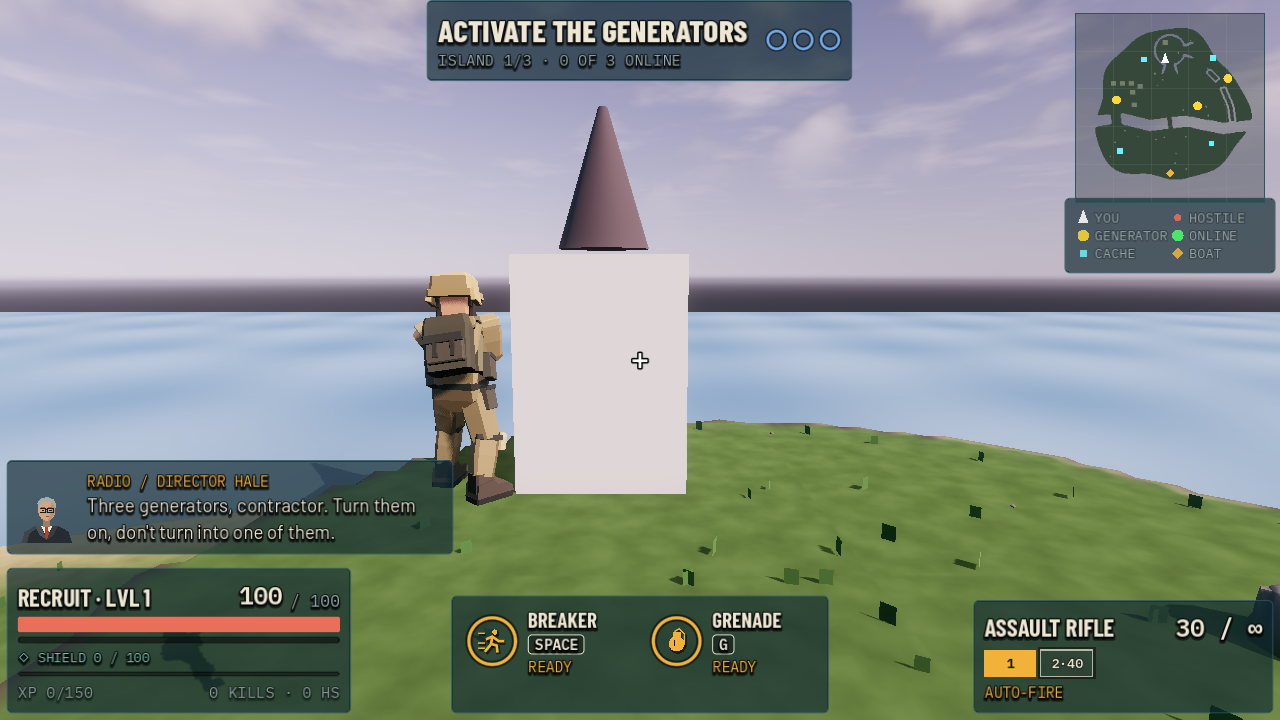 ACTIVATE THE GENERATORS
ISLAND 1/3 · 0 OF 3 ONLINE
YOU
HOSTILE
GENERATOR
ONLINE
CACHE
BOAT
RADIO / DIRECTOR HALE
Three generators, contractor. Turn them
on, don't turn into one of them.
RECRUIT · LVL 1
100 / 100
SHIELD 0 / 100
XP 0/150
0 KILLS · 0 HS
BREAKER
SPACE
READY
GRENADE
G
READY
ASSAULT RIFLE
30 / ∞
1
2·40
AUTO-FIRE